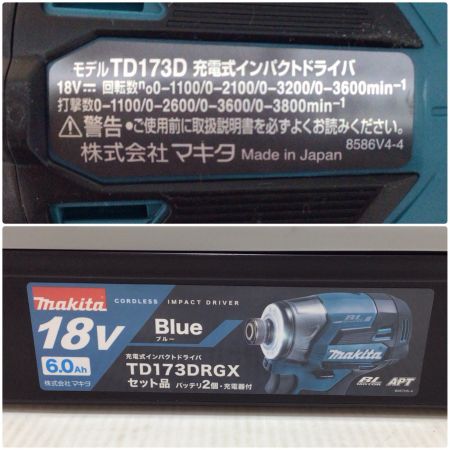 モデル TD173D 充電式インパクトドライバ
18V⎓ 回転数n₀0-1100/0-2100/0-3200/0-3600min⁻¹
打撃数0-1100/0-2600/0-3600/0-3800min⁻¹
⚠警告 •ご使用前に取扱説明書を必ずよくお読みください。
株式会社 マキタ Made in Japan 8586V4-4
makita CORDLESS IMPACT DRIVER
18V
6.0Ah
株式会社 マキタ
Blue
ブルー
充電式インパクトドライバ
TD173DRGX
セット品 バッテリ2個・充電器付
BL
makita
BL MOTOR
APT